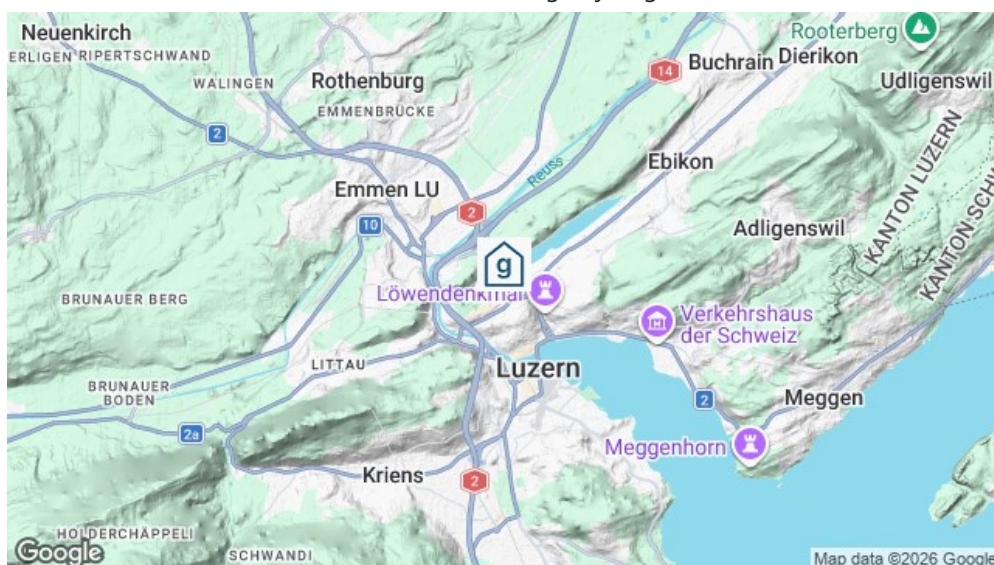 Neuenkirch
ERLIGEN RIPERTSCHWAND
WALINGEN
Rothenburg
EMMENBRÜCKE
14
Buchrain
Dierikon
Rooterberg
Udligenswil
2
Reuss
Ebikon
Emmen LU
2
10
Adligenswil
KANTON LUZERN
KANTON SCHW
g
Löwendenkmal
BRUNAUER BERG
Verkehrshaus
der Schweiz
LITTAU
Luzern
BRUNAUER
BODEN
2
Meggen
2a
Meggenhorn
Kriens
2
HOLDERCHÄPPELI
SCHWANDI
Google
Map data ©2026 Google